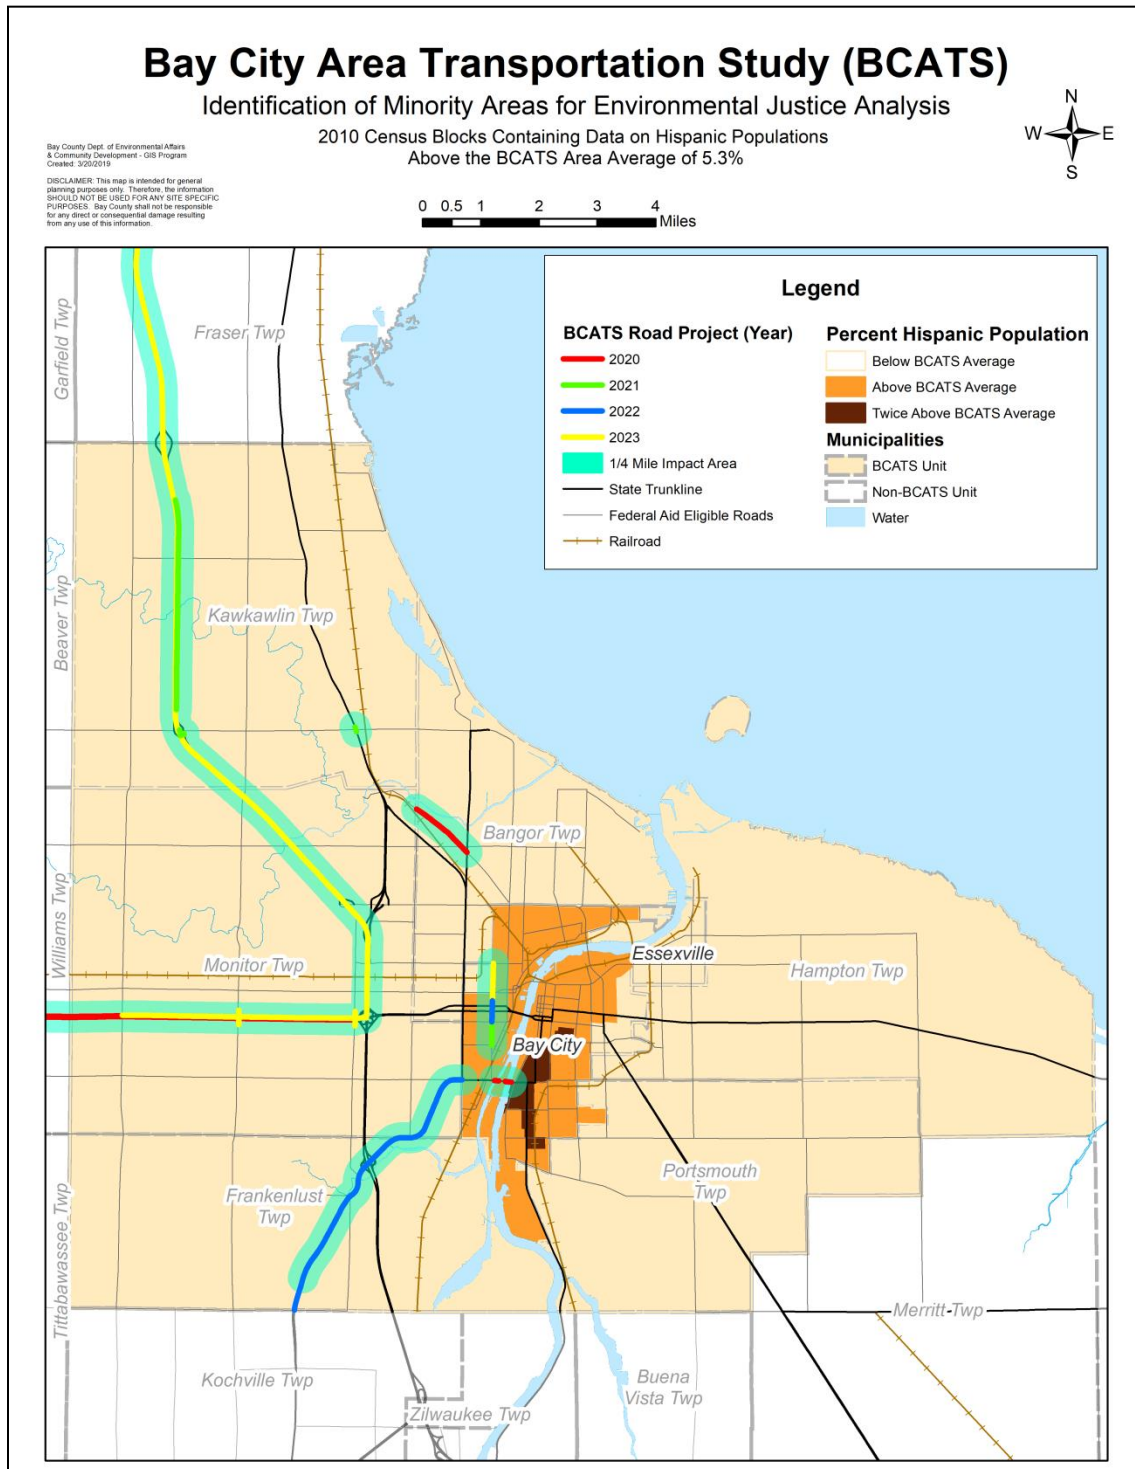 Bay City Area Transportation Study (BCATS)
Identification of Minority Areas for Environmental Justice Analysis
2010 Census Blocks Containing Data on Hispanic Populations
Above the BCATS Area Average of 5.3%
N
W
E
S
Bay County Dept. of Environmental Affairs
& Community Development - GIS Program
Created: 3/20/2019
DISCLAIMER: This map is intended for general
planning purposes only. Therefore, the information
SHOULD NOT BE USED FOR ANY SITE SPECIFIC
PURPOSES. Bay County shall not be responsible
for any direct or consequential damage resulting
from any use of this information.
0 0.5 1 2 3 4
Miles
Legend
BCATS Road Project (Year)
2020
2021
2022
2023
1/4 Mile Impact Area
State Trunkline
Federal Aid Eligible Roads
Railroad
Percent Hispanic Population
Below BCATS Average
Above BCATS Average
Twice Above BCATS Average
Municipalities
BCATS Unit
Non-BCATS Unit
Water
Garfield Twp
Fraser Twp
Beaver Twp
Kawkawlin Twp
Bangor Twp
Williams Twp
Monitor Twp
Essexville
Hampton Twp
Bay City
Portsmouth
Twp
Frankenlust
Twp
Tittabawassee Twp
Merritt Twp
Kochville Twp
Buena
Vista Twp
Zilwaukee Twp